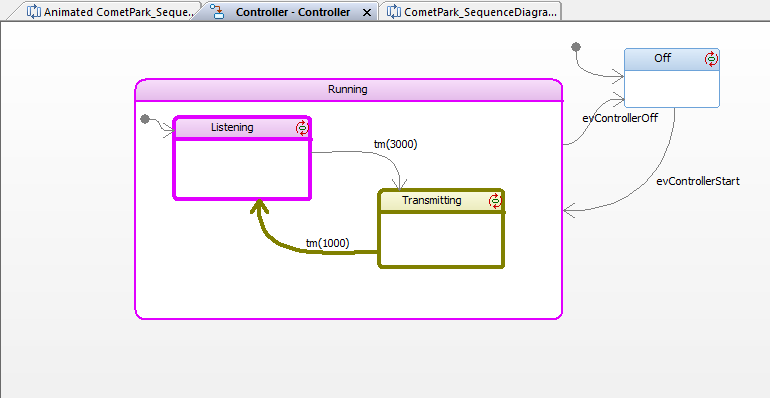 Animated CometPark_Seque...
Controller - Controller
CometPark_SequenceDiagra...
Off
Running
Listening
evControllerOff
tm(3000)
evControllerStart
Transmitting
tm(1000)